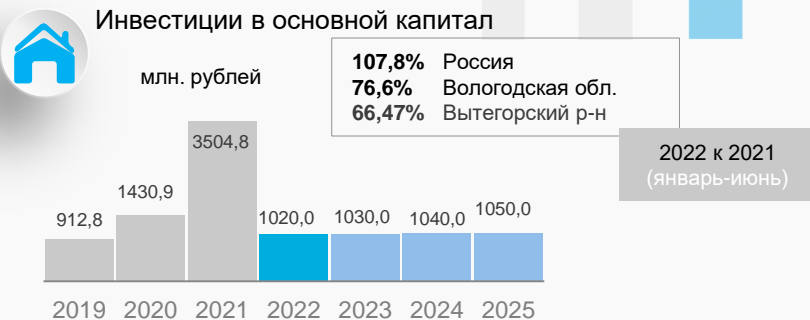 Инвестиции в основной капитал
млн. рублей
107,8% Россия
76,6% Вологодская обл.
66,47% Вытегорский р-н
2022 к 2021
(январь-июнь)
912,8 1430,9 3504,8 1020,0 1030,0 1040,0 1050,0
2019 2020 2021 2022 2023 2024 2025